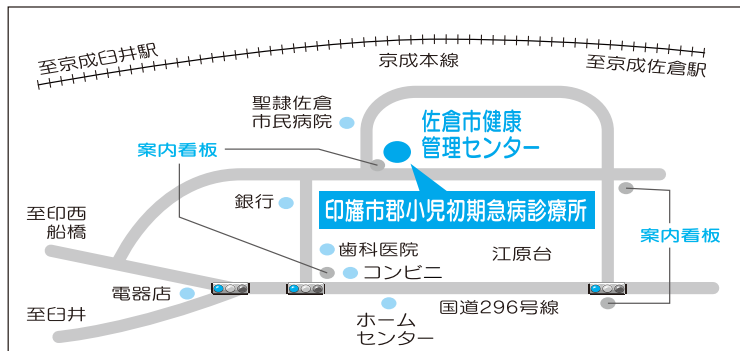 至京成臼井駅
京成本線
至京成佐倉駅
聖隷佐倉
市民病院
佐倉市健康
管理センター
案内看板
銀行
印旛市郡小児初期急病診療所
至印西
船橋
歯科医院
江原台
案内看板
コンビニ
電器店
国道296号線
至臼井
ホーム
センター